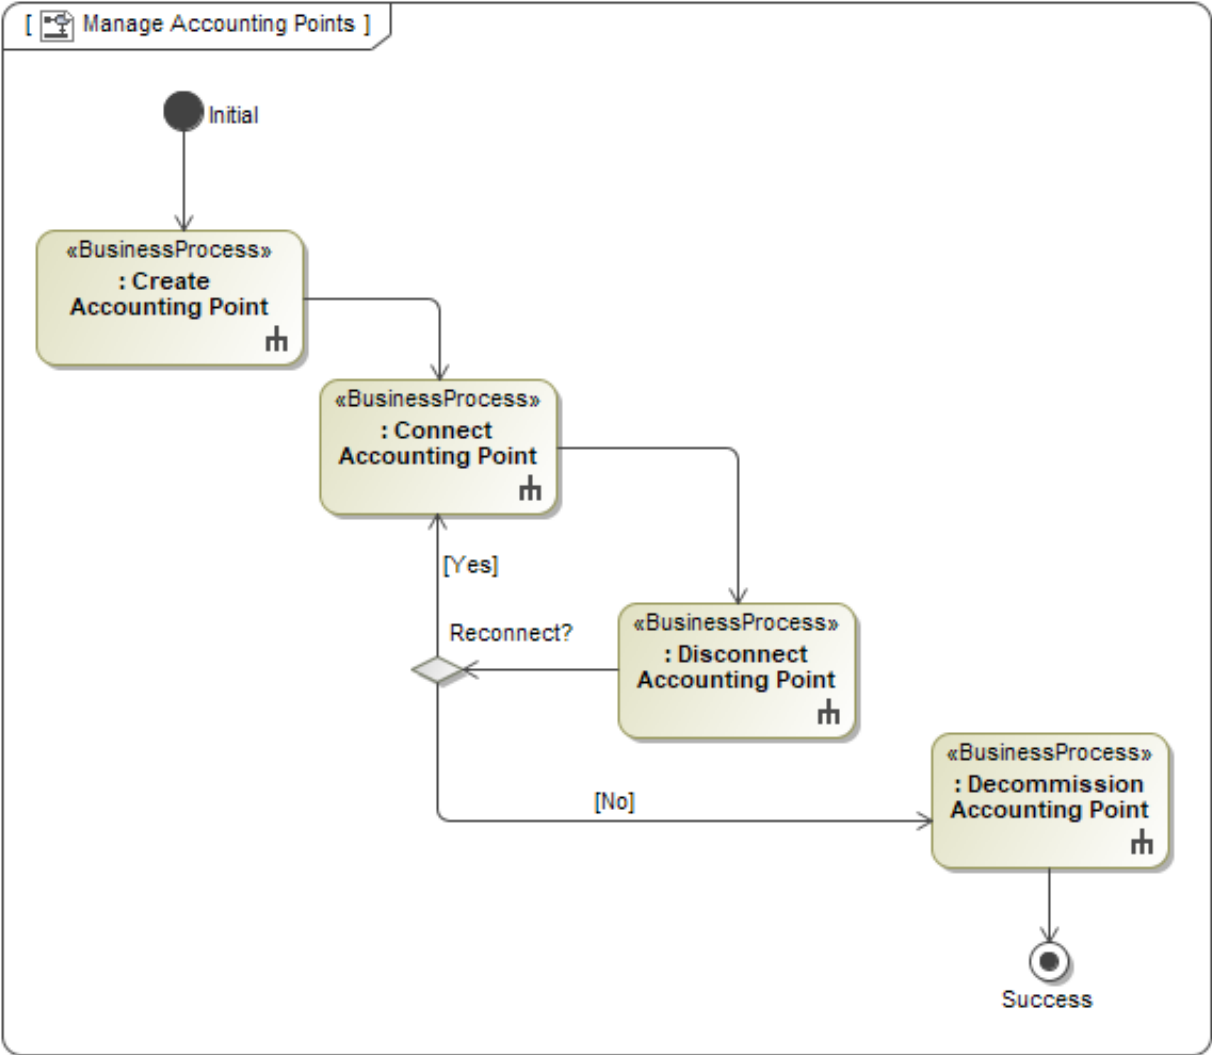 [ Manage Accounting Points ]
Initial
«BusinessProcess»
: Create
Accounting Point
«BusinessProcess»
: Connect
Accounting Point
[Yes]
Reconnect?
«BusinessProcess»
: Disconnect
Accounting Point
[No]
«BusinessProcess»
: Decommission
Accounting Point
Success